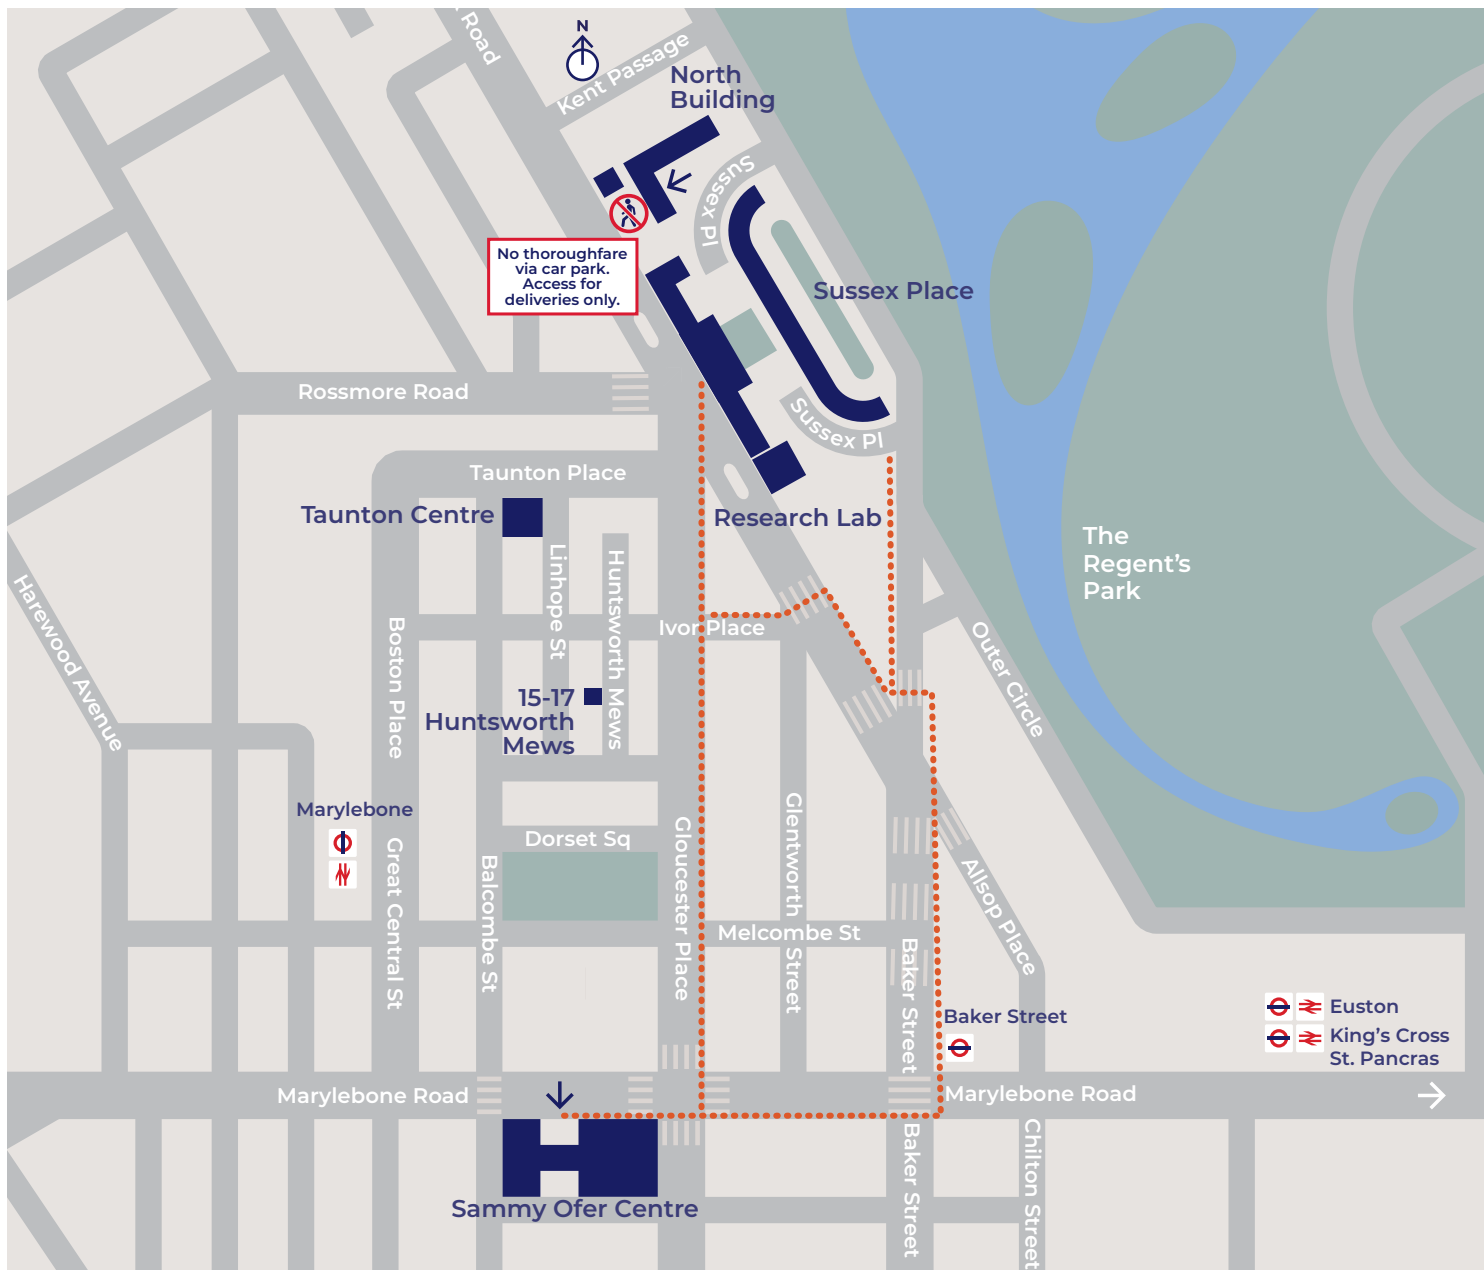 Road
N
Kent Passage
North
Building
Sussex Pl
No thoroughfare
via car park.
Access for
deliveries only.
Sussex Place
Rossmore Road
Sussex Pl
Taunton Place
Taunton Centre
Research Lab
The
Regent's
Park
Linhope St
Huntsworth Mews
Harewood Avenue
Boston Place
Ivor Place
Outer Circle
15-17
Huntsworth
Mews
Marylebone
Dorset Sq
Great Central St
Balcombe St
Gloucester Place
Glentworth Street
Allsop Place
Melcombe St
Baker Street
Baker Street
Euston
King's Cross
St. Pancras
Marylebone Road
Marylebone Road
Baker Street
Chilton Street
Sammy Ofer Centre